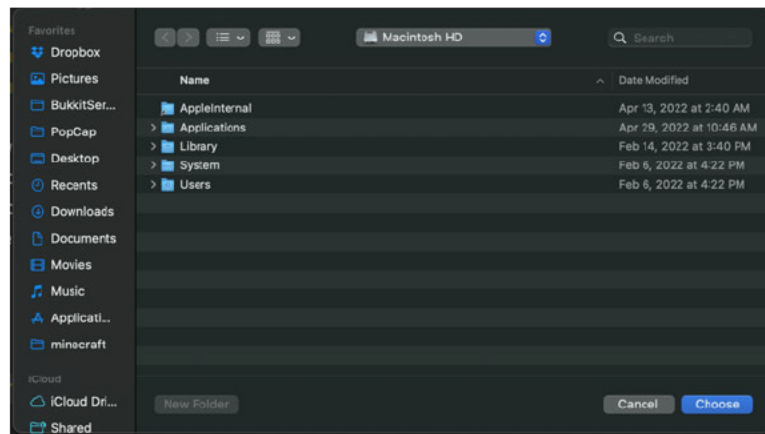 Favorites
Dropbox
Pictures
BukkitSer...
PopCap
Desktop
Recents
Downloads
Documents
Movies
Music
Applicati...
minecraft
iCloud
iCloud Dri...
Shared
Macintosh HD
Search
Name Date Modified
AppleInternal Apr 13, 2022 at 2:40 AM
Applications Apr 29, 2022 at 10:46 AM
Library Feb 14, 2022 at 3:40 PM
System Feb 6, 2022 at 4:22 PM
Users Feb 6, 2022 at 4:22 PM
New Folder Cancel Choose